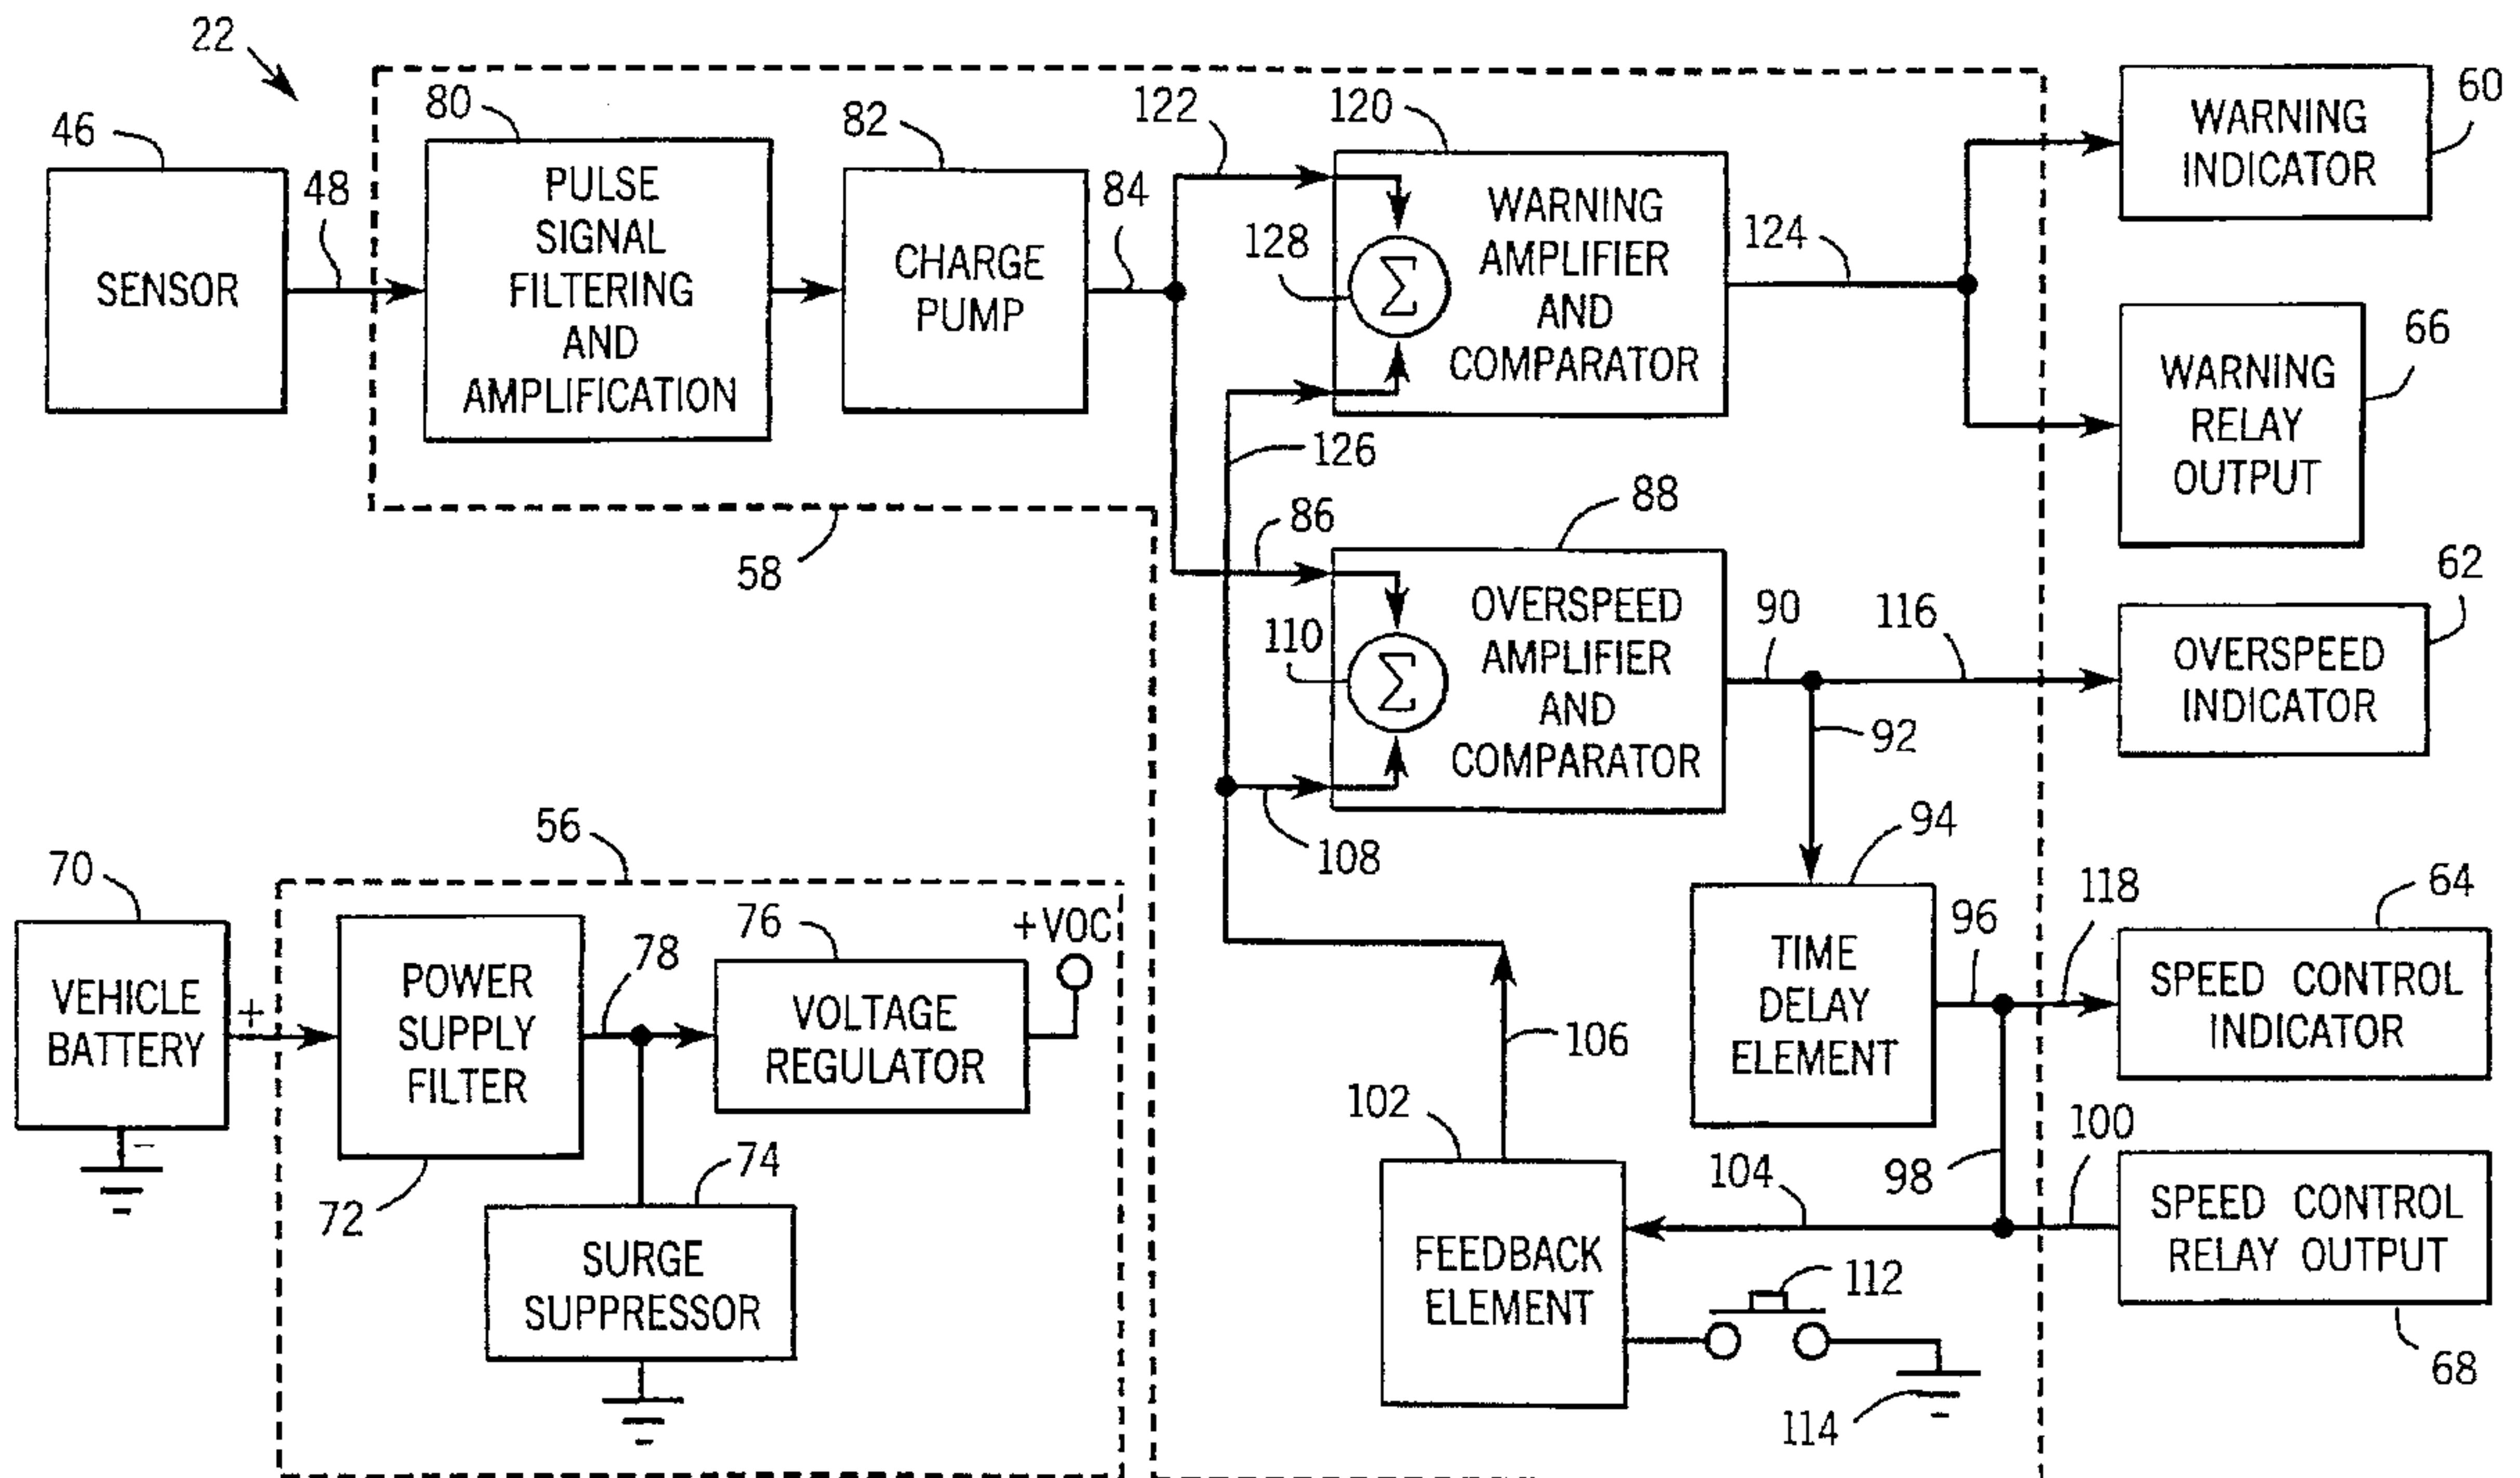 22
46
SENSOR
48
80
PULSE
SIGNAL
FILTERING
AND
AMPLIFICATION
82
CHARGE
PUMP
84
122
120
128
Σ
WARNING
AMPLIFIER
AND
COMPARATOR
124
60
WARNING
INDICATOR
66
WARNING
RELAY
OUTPUT
126
58
86
88
110
Σ
OVERSPEED
AMPLIFIER
AND
COMPARATOR
90
116
62
OVERSPEED
INDICATOR
92
108
94
TIME
DELAY
ELEMENT
96
118
64
SPEED CONTROL
INDICATOR
98
100
SPEED CONTROL
RELAY OUTPUT
68
102
FEEDBACK
ELEMENT
104
106
112
114
56
70
VEHICLE
BATTERY
+
−
POWER
SUPPLY
FILTER
72
78
76
VOLTAGE
REGULATOR
+VOC
74
SURGE
SUPPRESSOR